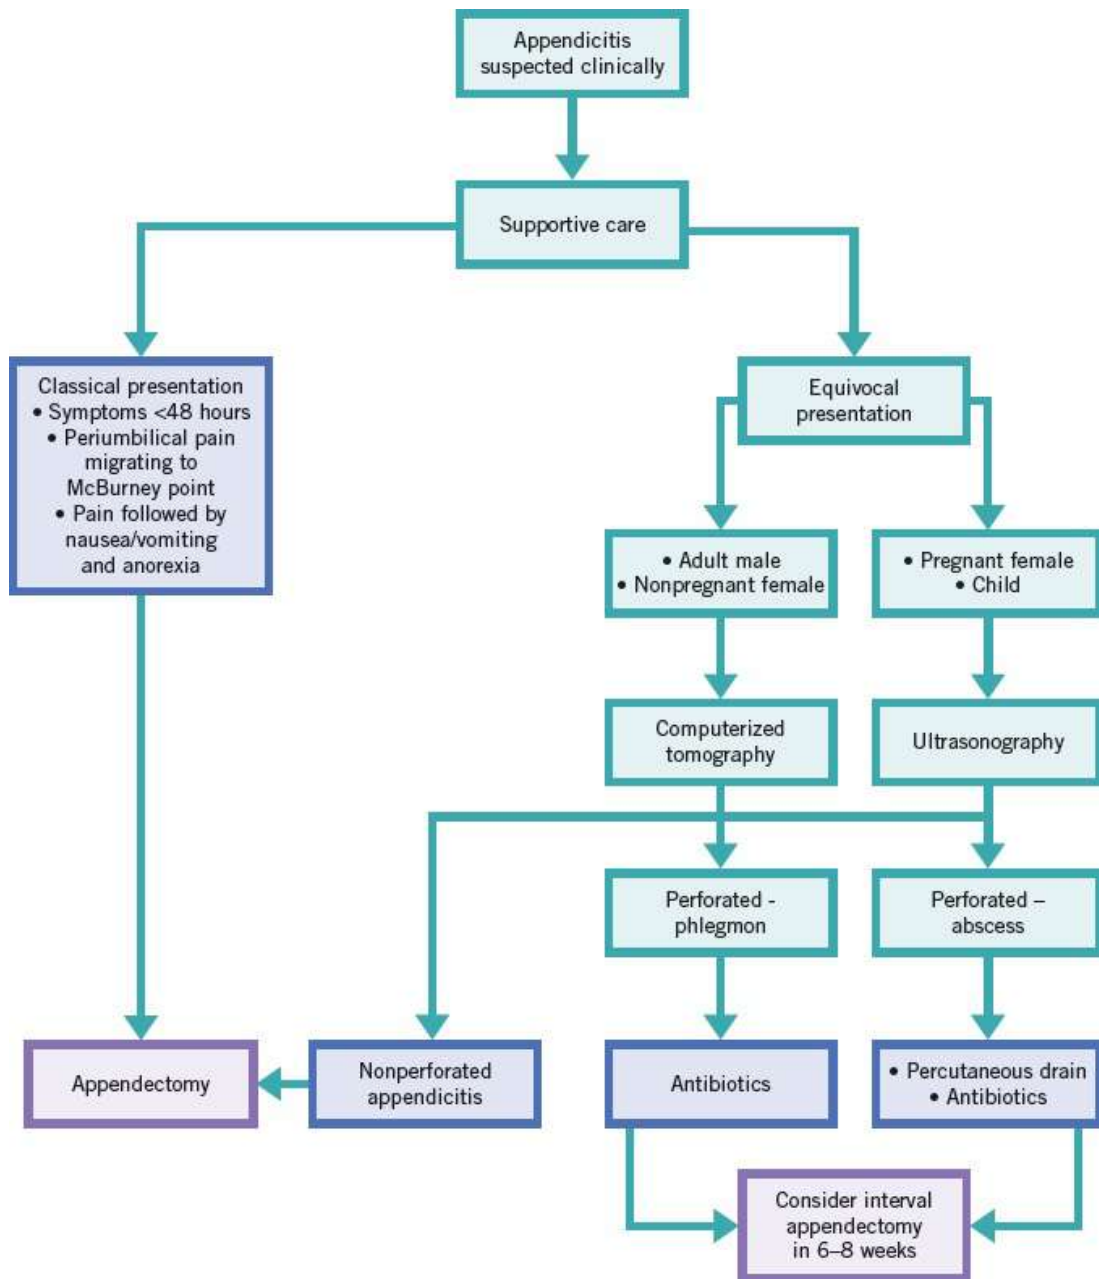 Appendicitis
suspected clinically
Supportive care
Classical presentation
• Symptoms <48 hours
• Periumbilical pain
migrating to
McBurney point
• Pain followed by
nausea/vomiting
and anorexia
Equivocal
presentation
• Adult male
• Nonpregnant female
• Pregnant female
• Child
Computerized
tomography
Ultrasonography
Perforated -
phlegmon
Perforated –
abscess
Appendectomy
Nonperforated
appendicitis
Antibiotics
• Percutaneous drain
• Antibiotics
Consider interval
appendectomy
in 6–8 weeks